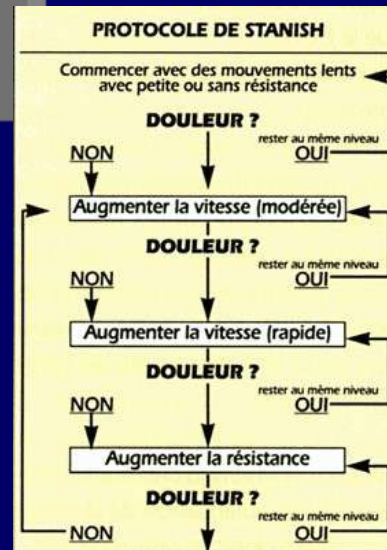 PROTOCOLE DE STANISH
Commencer avec des mouvements lents
avec petite ou sans résistance
DOULEUR ?
rester au même niveau
NON
OUI
Augmenter la vitesse (modérée)
DOULEUR ?
rester au même niveau
NON
OUI
Augmenter la vitesse (rapide)
DOULEUR ?
rester au même niveau
NON
OUI
Augmenter la résistance
DOULEUR ?
rester au même niveau
NON
OUI